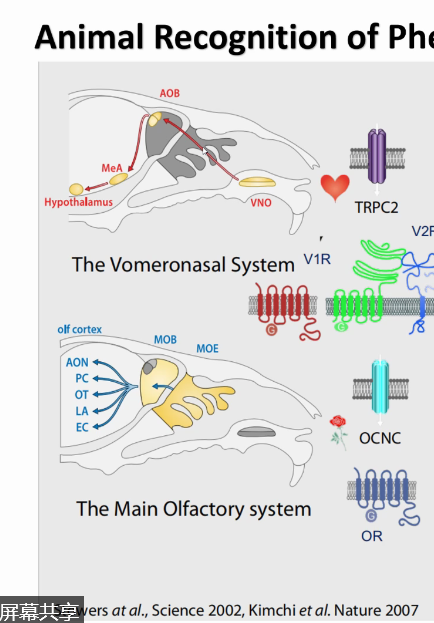 Animal Recognition of Phe
AOB
MeA
Hypothalamus
VNO
TRPC2
The Vomeronasal System
V1R
V2R
G
G
olf cortex
MOB
MOE
AON
PC
OT
LA
EC
OCNC
The Main Olfactory system
G
OR
wers at al., Science 2002, Kimchi et al. Nature 2007
屏幕共享